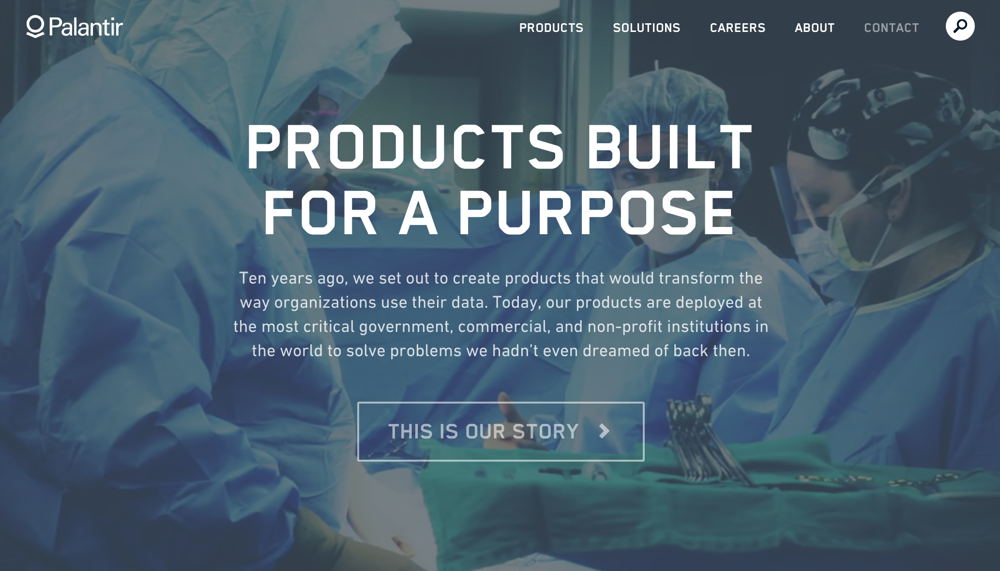 Palantir
PRODUCTS SOLUTIONS CAREERS ABOUT CONTACT
PRODUCTS BUILT
FOR A PURPOSE
Ten years ago, we set out to create products that would transform the
way organizations use their data. Today, our products are deployed at
the most critical government, commercial, and non-profit institutions in
the world to solve problems we hadn’t even dreamed of back then.
THIS IS OUR STORY